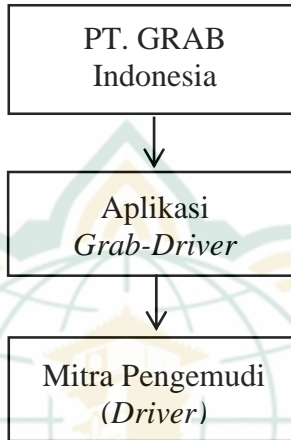 PT. GRAB
Indonesia
Aplikasi
Grab-Driver
Mitra Pengemudi
(Driver)